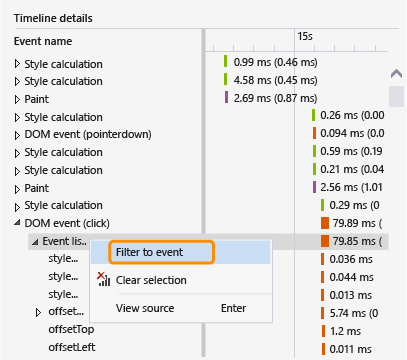 Timeline details
Event name
15s
Style calculation 0.99 ms (0.46 ms)
Style calculation 4.58 ms (0.45 ms)
Paint 2.69 ms (0.87 ms)
Style calculation 0.26 ms (0.00
DOM event (pointerdown) 0.094 ms (0.0
Style calculation 0.59 ms (0.19
Style calculation 0.21 ms (0.04
Paint 2.56 ms (1.01
Style calculation 0.29 ms (0
DOM event (click) 79.89 ms (
Event lis... 79.85 ms (
Filter to event
Clear selection
View source Enter
style... 0.036 ms
style... 0.044 ms
style... 0.013 ms
offset... 5.74 ms (0
offsetTop 1.2 ms
offsetLeft 0.011 ms